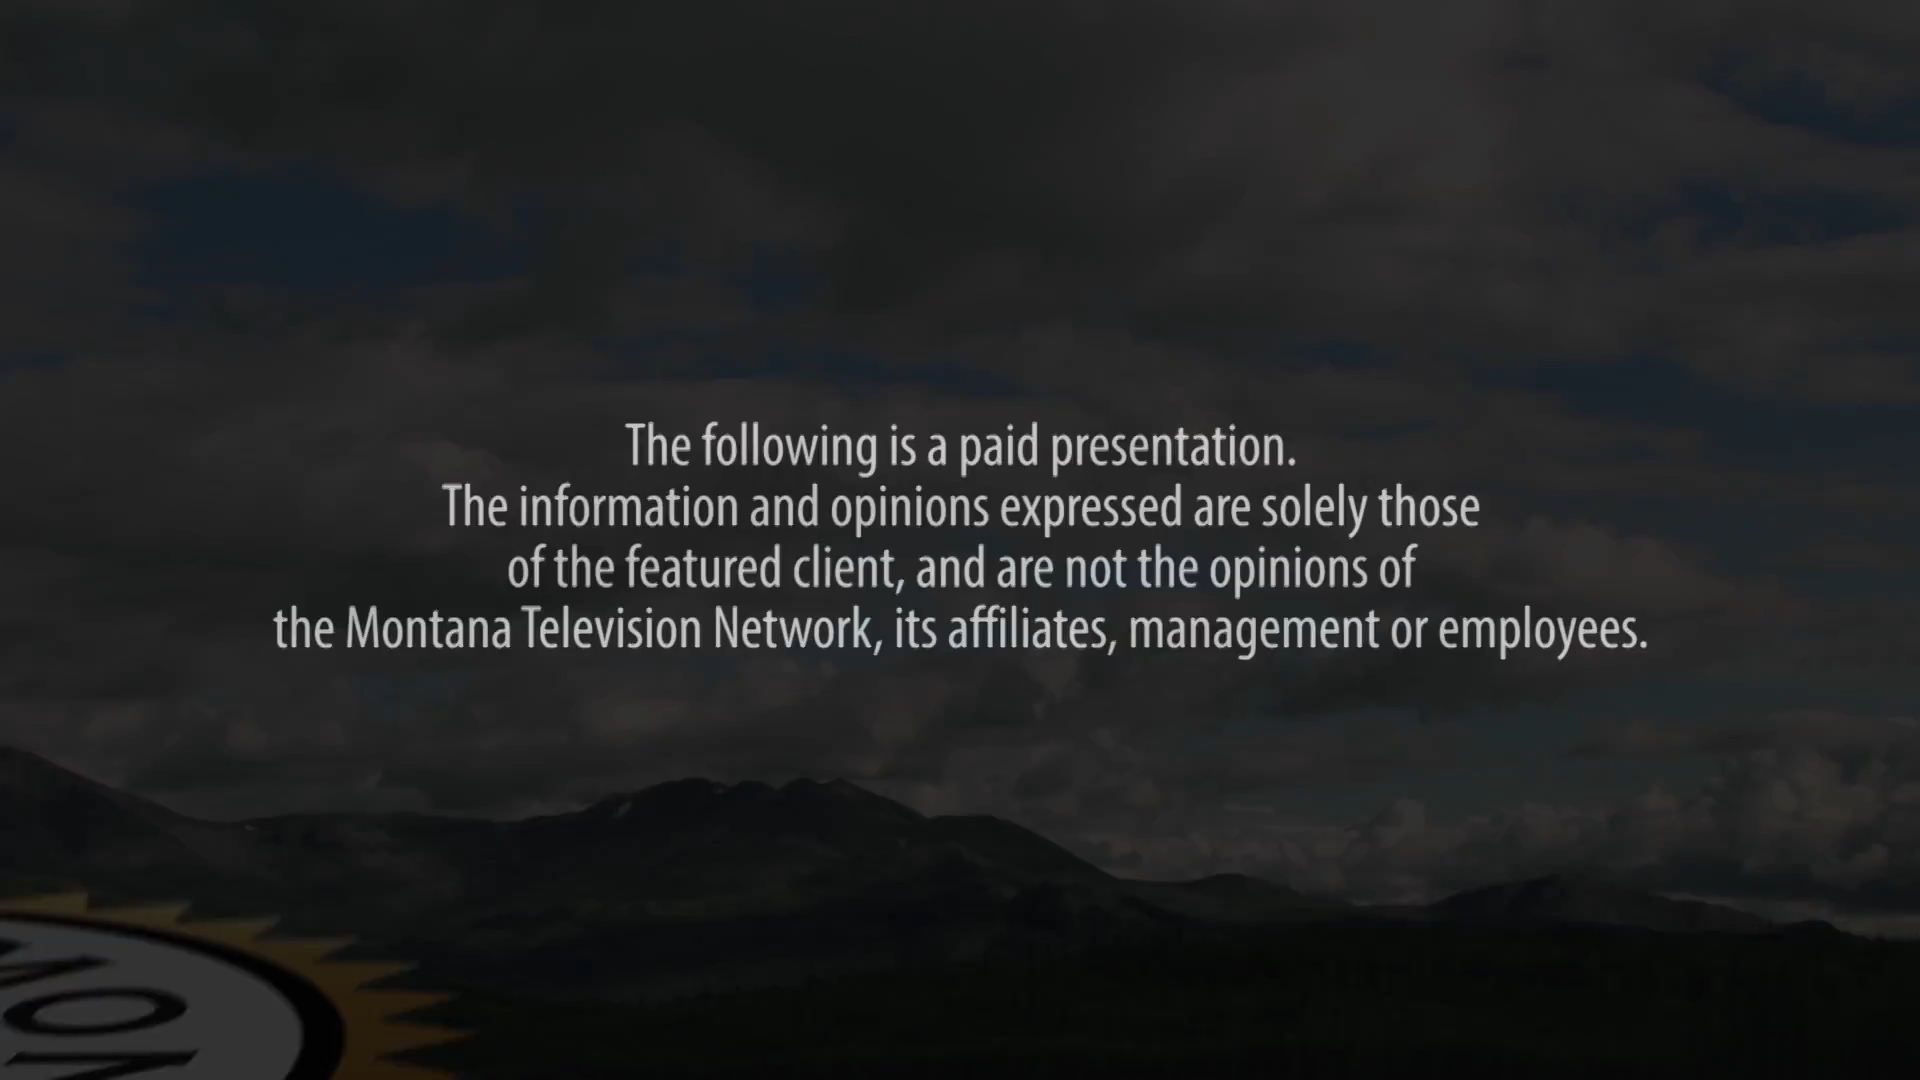 The following is a paid presentation.
The information and opinions expressed are solely those
of the featured client, and are not the opinions of
the Montana Television Network, its affiliates, management or employees.